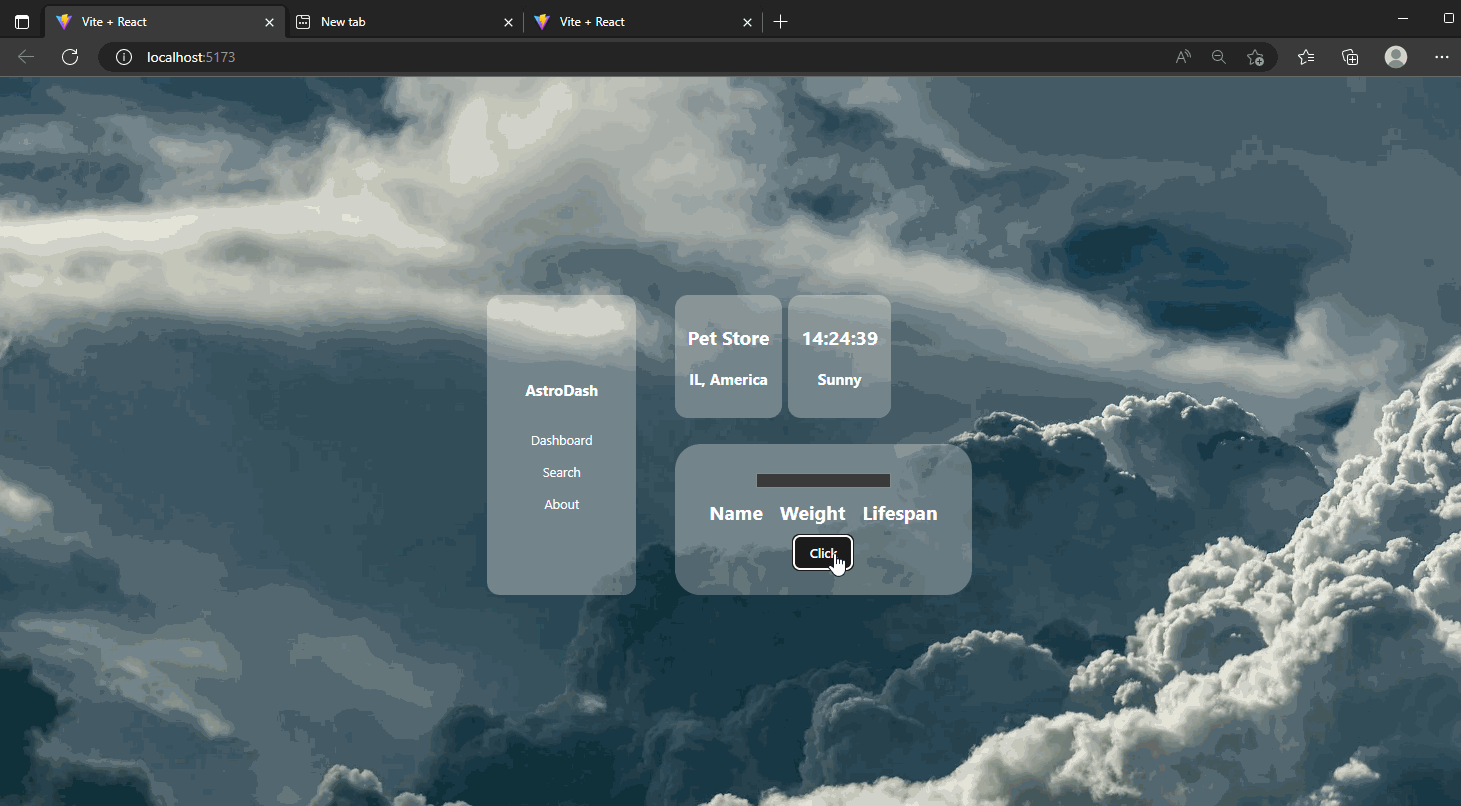 Vite + React
New tab
Vite + React
localhost:5173
AstroDash
Dashboard
Search
About
Pet Store
IL, America
14:24:39
Sunny
Name Weight Lifespan
Click